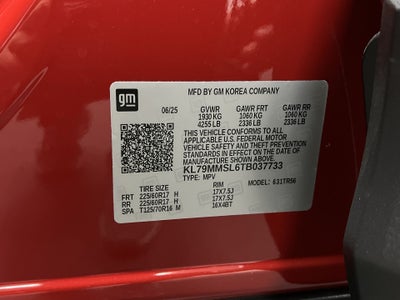 gm
MFD BY GM KOREA COMPANY
06/25 GVWR GAWR FRT GAWR RR
1930 KG 1060 KG 1060 KG
4255 LB 2336 LB 2336 LB
THIS VEHICLE CONFORMS TO ALL
APPLICABLE U.S. FEDERAL MOTOR
VEHICLE SAFETY AND THEFT PREVENTION
STANDARDS IN EFFECT ON THE DATE OF
MANUFACTURE SHOWN ABOVE.
KL79MMSL6TB037733
TYPE: MPV MODEL: 631TR56
TIRE SIZE RIM
FRT 225/60R17 H 17X7.5J
RR 225/60R17 H 17X7.5J
SPA T125/70R16 M 16X4BT